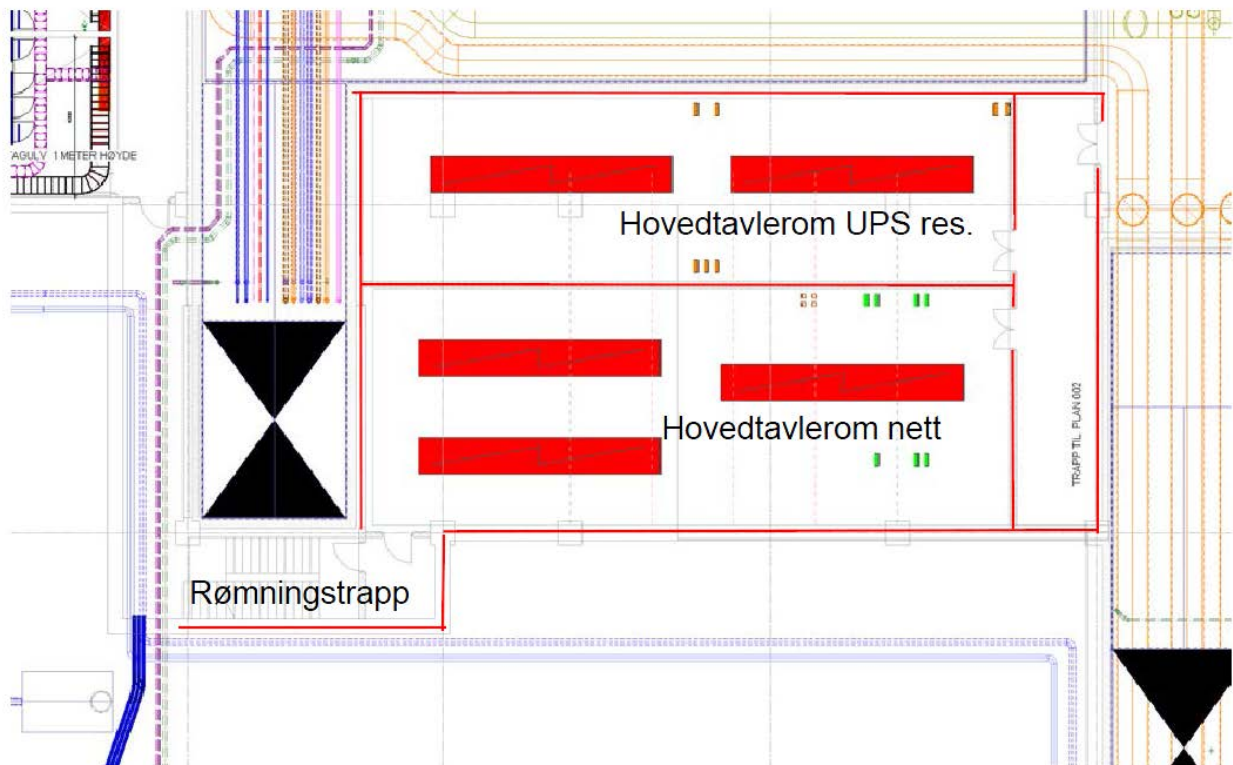 AGULV 1 METER HØYDE
Hovedtavlerom UPS res.
Hovedtavlerom nett
TRAPP TIL PLAN 002
Rømningstrapp